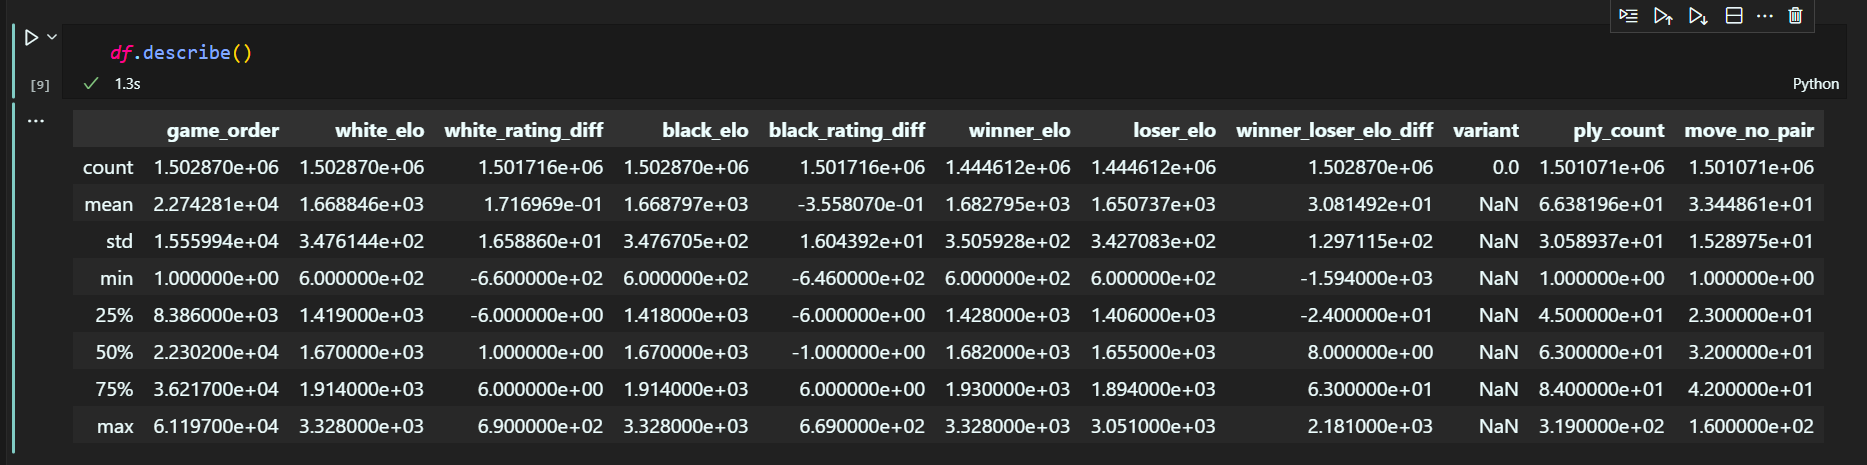 df.describe()
[9]
1.3s
Python
game_order white_elo white_rating_diff black_elo black_rating_diff winner_elo loser_elo winner_loser_elo_diff variant ply_count move_no_pair
count 1.502870e+06 1.502870e+06 1.501716e+06 1.502870e+06 1.501716e+06 1.444612e+06 1.444612e+06 1.502870e+06 0.0 1.501071e+06 1.501071e+06
mean 2.274281e+04 1.668846e+03 1.716969e-01 1.668797e+03 -3.558070e-01 1.682795e+03 1.650737e+03 3.081492e+01 NaN 6.638196e+01 3.344861e+01
std 1.555994e+04 3.476144e+02 1.658860e+01 3.476705e+02 1.604392e+01 3.505928e+02 3.427083e+02 1.297115e+02 NaN 3.058937e+01 1.528975e+01
min 1.000000e+00 6.000000e+02 -6.600000e+02 6.000000e+02 -6.460000e+02 6.000000e+02 6.000000e+02 -1.594000e+03 NaN 1.000000e+00 1.000000e+00
25% 8.386000e+03 1.419000e+03 -6.000000e+00 1.418000e+03 -6.000000e+00 1.428000e+03 1.406000e+03 -2.400000e+01 NaN 4.500000e+01 2.300000e+01
50% 2.230200e+04 1.670000e+03 1.000000e+00 1.670000e+03 -1.000000e+00 1.682000e+03 1.655000e+03 8.000000e+00 NaN 6.300000e+01 3.200000e+01
75% 3.621700e+04 1.914000e+03 6.000000e+00 1.914000e+03 6.000000e+00 1.930000e+03 1.894000e+03 6.300000e+01 NaN 8.400000e+01 4.200000e+01
max 6.119700e+04 3.328000e+03 6.900000e+02 3.328000e+03 6.690000e+02 3.328000e+03 3.051000e+03 2.181000e+03 NaN 3.190000e+02 1.600000e+02